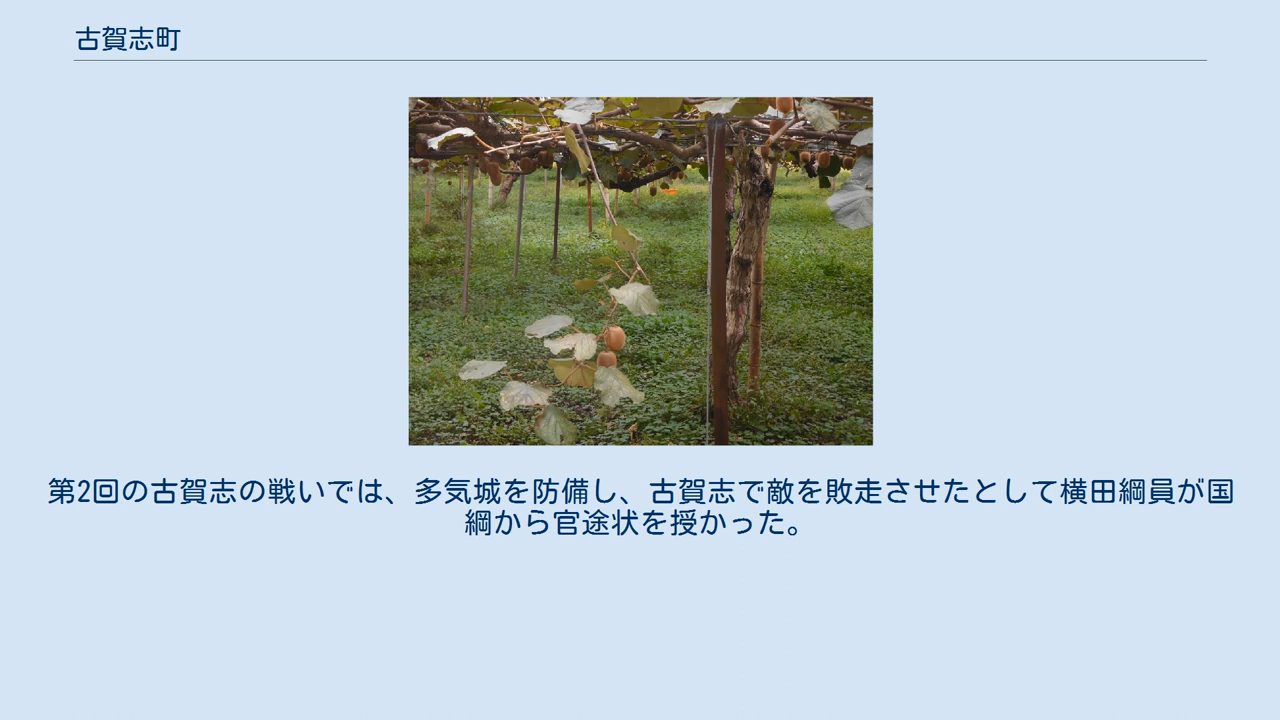 古賀志町
第2回の古賀志の戦いでは、多気城を防備し、古賀志で敵を敗走させたとして横田綱員が国
綱から官途状を授かった。